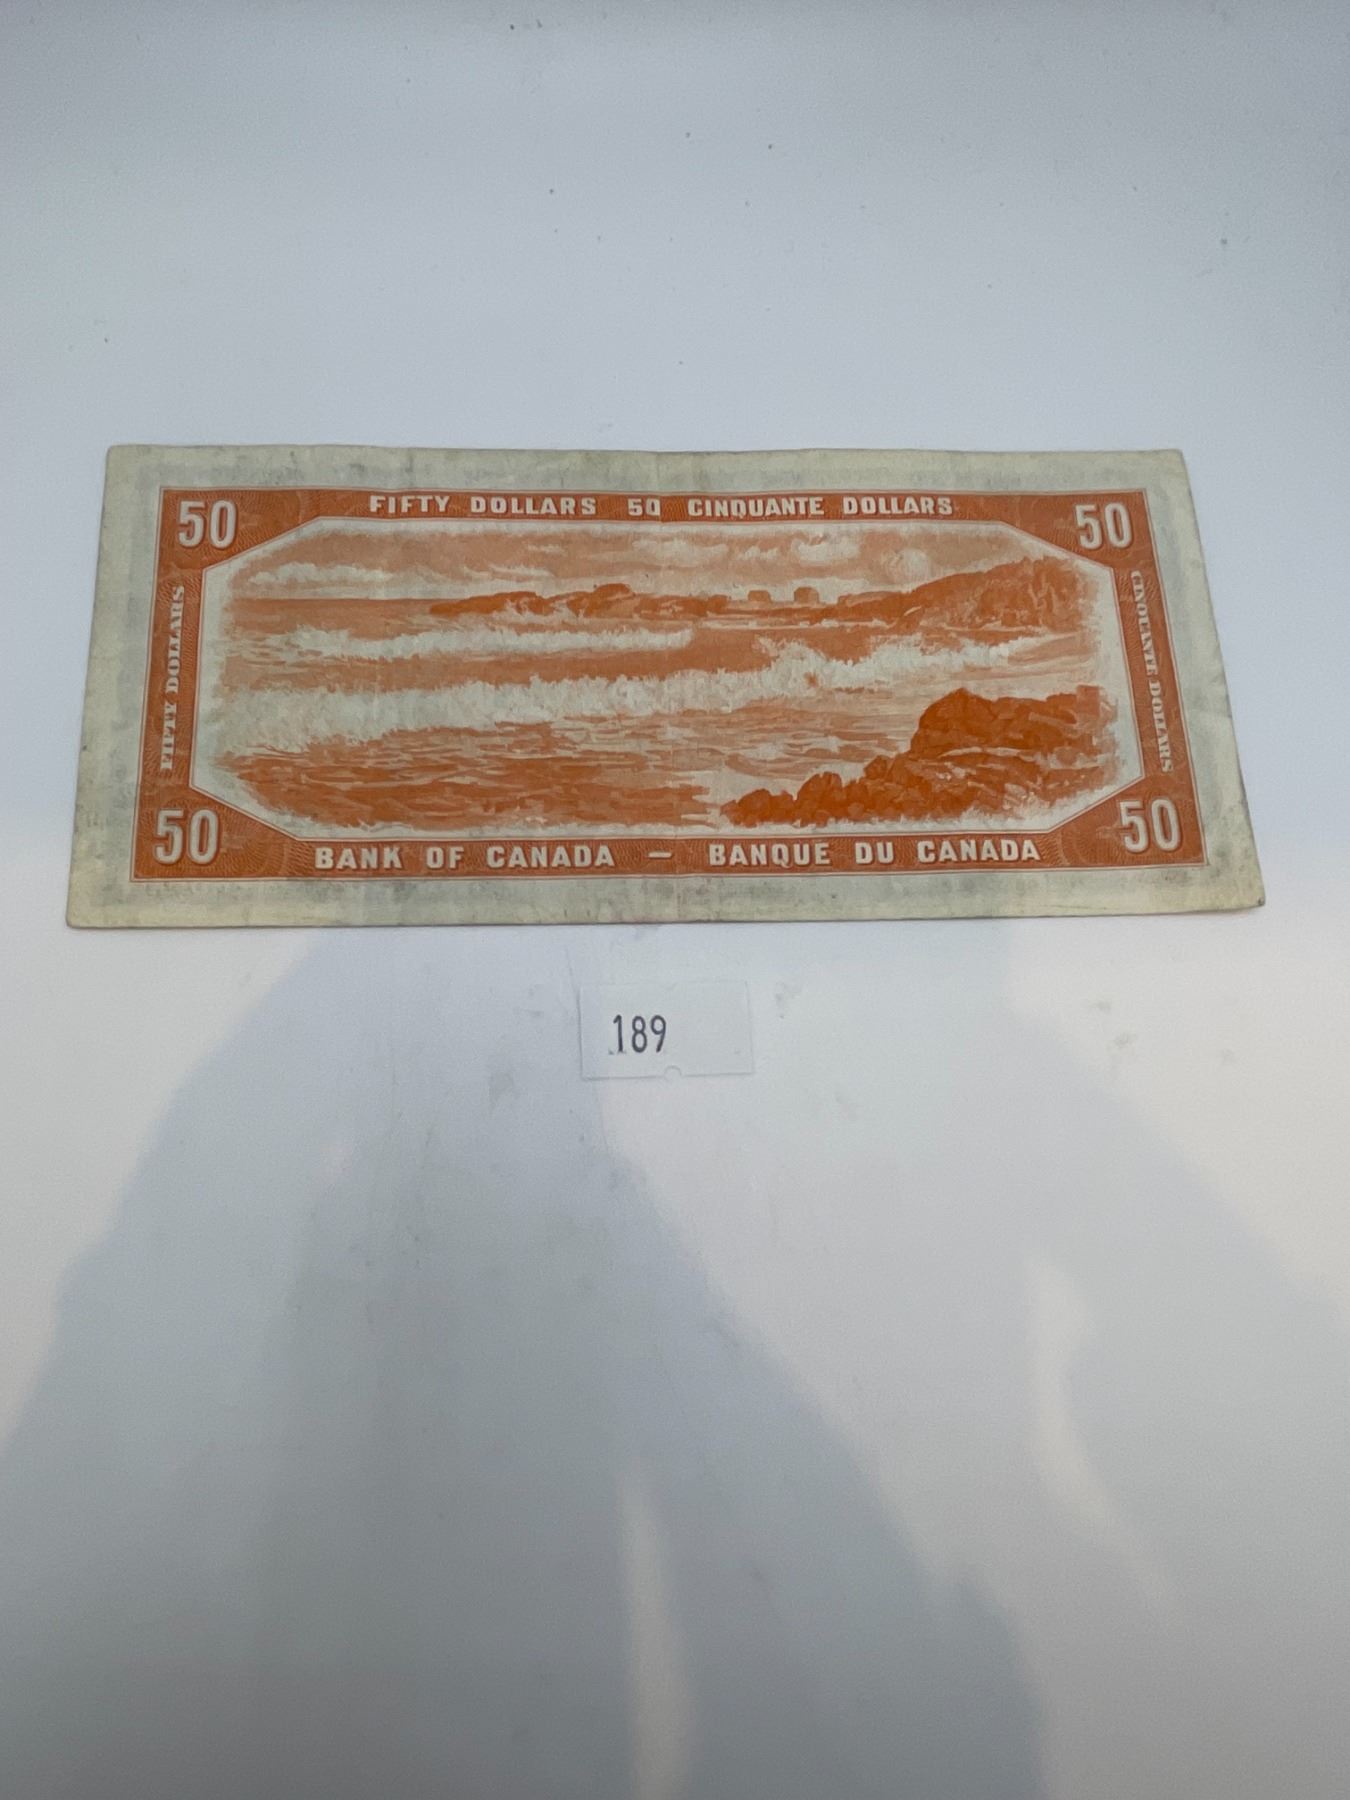 FIFTY DOLLARS 50 CINQUANTE DOLLARS
50
50
FIFTY DOLLARS
CINQUANTE DOLLARS
50
50
BANK OF CANADA — BANQUE DU CANADA
189